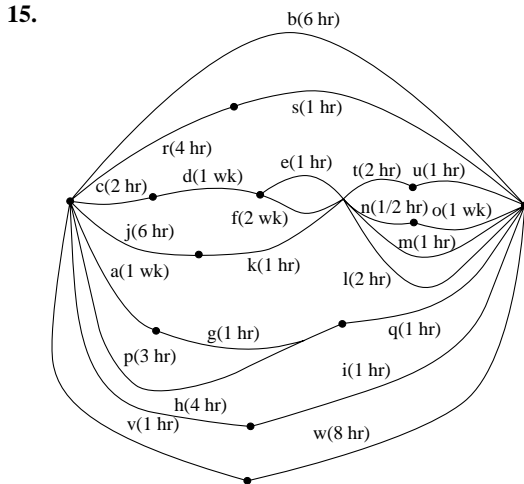 15.
b(6 hr)
s(1 hr)
r(4 hr)
e(1 hr)
t(2 hr)
u(1 hr)
d(1 wk)
c(2 hr)
f(2 wk)
n(1/2 hr)
o(1 wk)
j(6 hr)
m(1 hr)
k(1 hr)
a(1 wk)
l(2 hr)
g(1 hr)
q(1 hr)
p(3 hr)
i(1 hr)
h(4 hr)
v(1 hr)
w(8 hr)